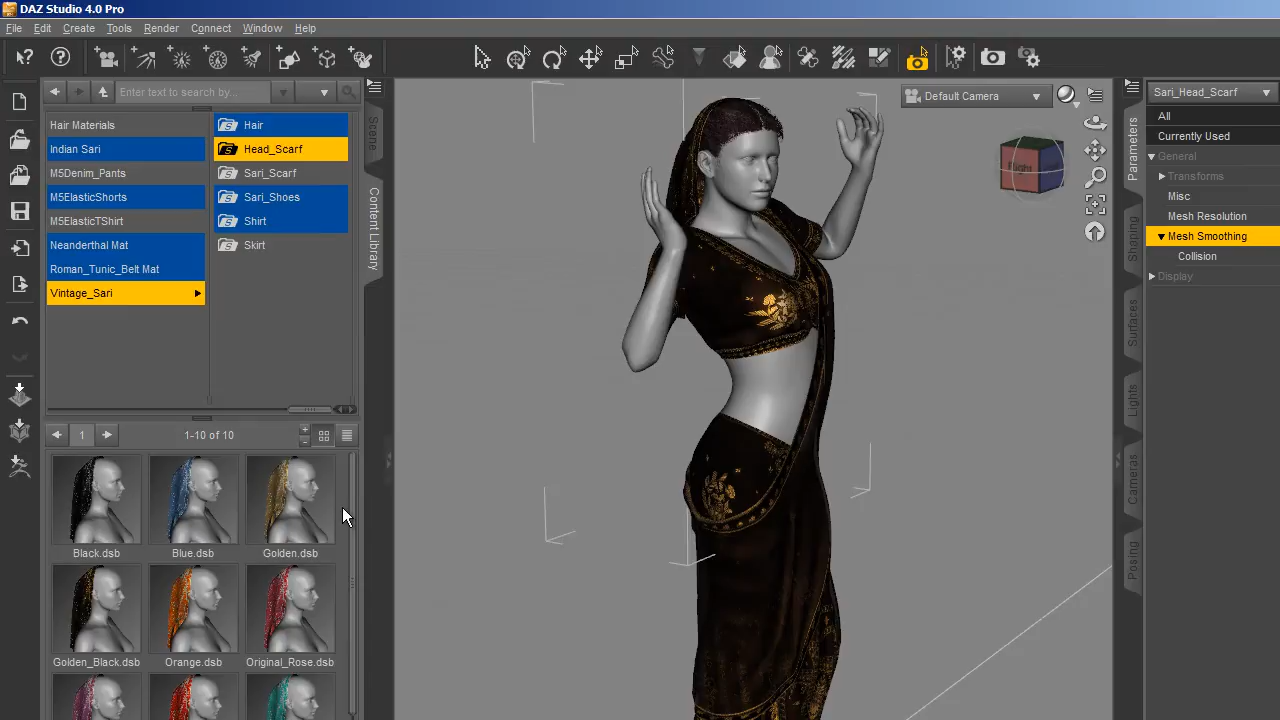 DAZ Studio 4.0 Pro
File Edit Create Tools Render Connect Window Help
Enter text to search by...
Default Camera
Sari_Head_Scarf
Hair Materials
Indian Sari
M5Denim_Pants
M5ElasticShorts
M5ElasticTShirt
Neanderthal Mat
Roman_Tunic_Belt Mat
Vintage_Sari
Hair
Head_Scarf
Sari_Scarf
Sari_Shoes
Shirt
Skirt
Scene
Content Library
1
1-10 of 10
Black.dsb
Blue.dsb
Golden.dsb
Golden_Black.dsb
Orange.dsb
Original_Rose.dsb
Right
Parameters
Shaping
Surfaces
Lights
Cameras
Posing
All
Currently Used
General
Transforms
Misc
Mesh Resolution
Mesh Smoothing
Collision
Display